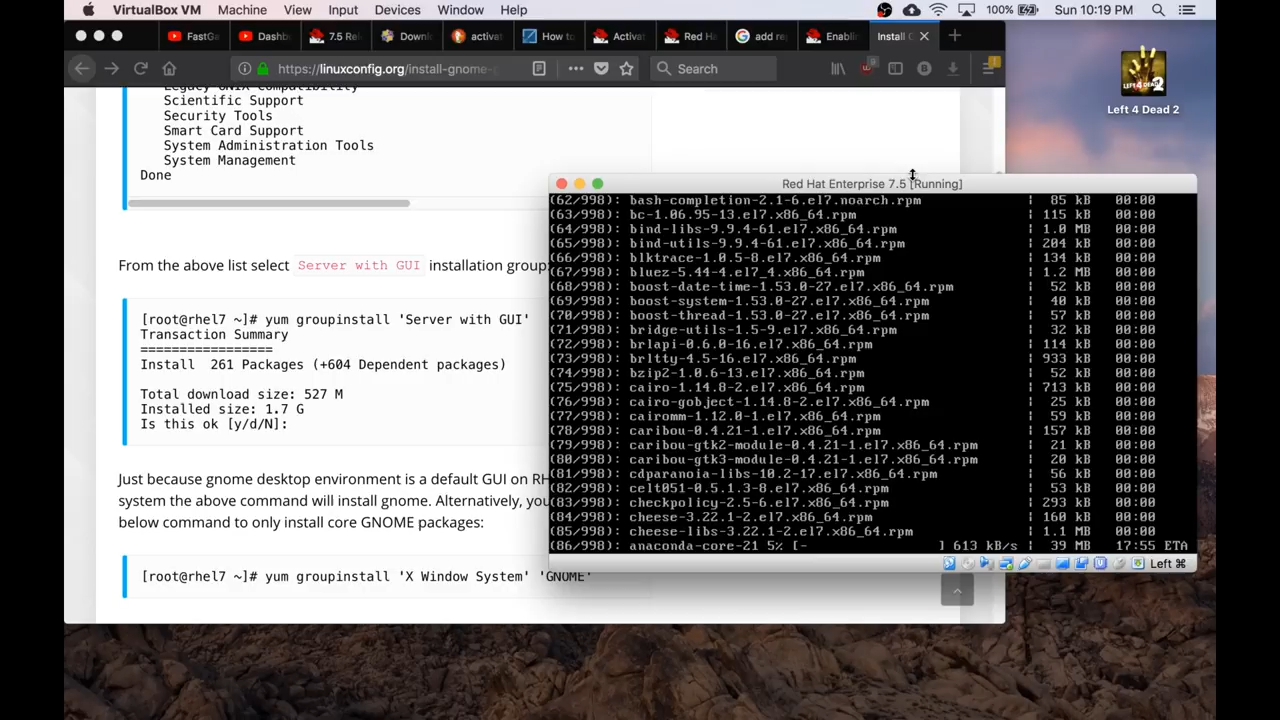 VirtualBox VM Machine View Input Devices Window Help 100% Sun 10:19 PM
FastGa Dashb 7.5 Rel Downl activat How to Activat Red Ha add re Enablin Install G
https://linuxconfig.org/install-gnome- Search
Legacy UNIX Compatibility
Scientific Support
Security Tools
Smart Card Support
System Administration Tools
System Management
Done
From the above list select Server with GUI installation group
[root@rhel7 ~]# yum groupinstall 'Server with GUI'
Transaction Summary
================
Install 261 Packages (+604 Dependent packages)
Total download size: 527 M
Installed size: 1.7 G
Is this ok [y/d/N]:
Just because gnome desktop environment is a default GUI on RH
system the above command will install gnome. Alternatively, you
below command to only install core GNOME packages:
[root@rhel7 ~]# yum groupinstall 'X Window System' 'GNOME'
LEFT 4 DEAD 2
Left 4 Dead 2
Red Hat Enterprise 7.5 [Running]
(62/998): bash-completion-2.1-6.el7.noarch.rpm | 85 kB 00:00
(63/998): bc-1.06.95-13.el7.x86_64.rpm | 115 kB 00:00
(64/998): bind-libs-9.9.4-61.el7.x86_64.rpm | 1.0 MB 00:00
(65/998): bind-utils-9.9.4-61.el7.x86_64.rpm | 204 kB 00:00
(66/998): blktrace-1.0.5-8.el7.x86_64.rpm | 134 kB 00:00
(67/998): bluez-5.44-4.el7_4.x86_64.rpm | 1.2 MB 00:00
(68/998): boost-date-time-1.53.0-27.el7.x86_64.rpm | 52 kB 00:00
(69/998): boost-system-1.53.0-27.el7.x86_64.rpm | 40 kB 00:00
(70/998): boost-thread-1.53.0-27.el7.x86_64.rpm | 57 kB 00:00
(71/998): bridge-utils-1.5-9.el7.x86_64.rpm | 32 kB 00:00
(72/998): brlapi-0.6.0-16.el7.x86_64.rpm | 114 kB 00:00
(73/998): brltty-4.5-16.el7.x86_64.rpm | 933 kB 00:00
(74/998): bzip2-1.0.6-13.el7.x86_64.rpm | 52 kB 00:00
(75/998): cairo-1.14.8-2.el7.x86_64.rpm | 713 kB 00:00
(76/998): cairo-gobject-1.14.8-2.el7.x86_64.rpm | 25 kB 00:00
(77/998): cairomm-1.12.0-1.el7.x86_64.rpm | 59 kB 00:00
(78/998): caribou-0.4.21-1.el7.x86_64.rpm | 157 kB 00:00
(79/998): caribou-gtk2-module-0.4.21-1.el7.x86_64.rpm | 21 kB 00:00
(80/998): caribou-gtk3-module-0.4.21-1.el7.x86_64.rpm | 20 kB 00:00
(81/998): cdparanoia-libs-10.2-17.el7.x86_64.rpm | 56 kB 00:00
(82/998): celt051-0.5.1.3-8.el7.x86_64.rpm | 53 kB 00:00
(83/998): checkpolicy-2.5-6.el7.x86_64.rpm | 293 kB 00:00
(84/998): cheese-3.22.1-2.el7.x86_64.rpm | 160 kB 00:00
(85/998): cheese-libs-3.22.1-2.el7.x86_64.rpm | 1.1 MB 00:00
(86/998): anaconda-core-21 5% [- ] 613 kB/s | 39 MB 17:55 ETA
Left ⌘